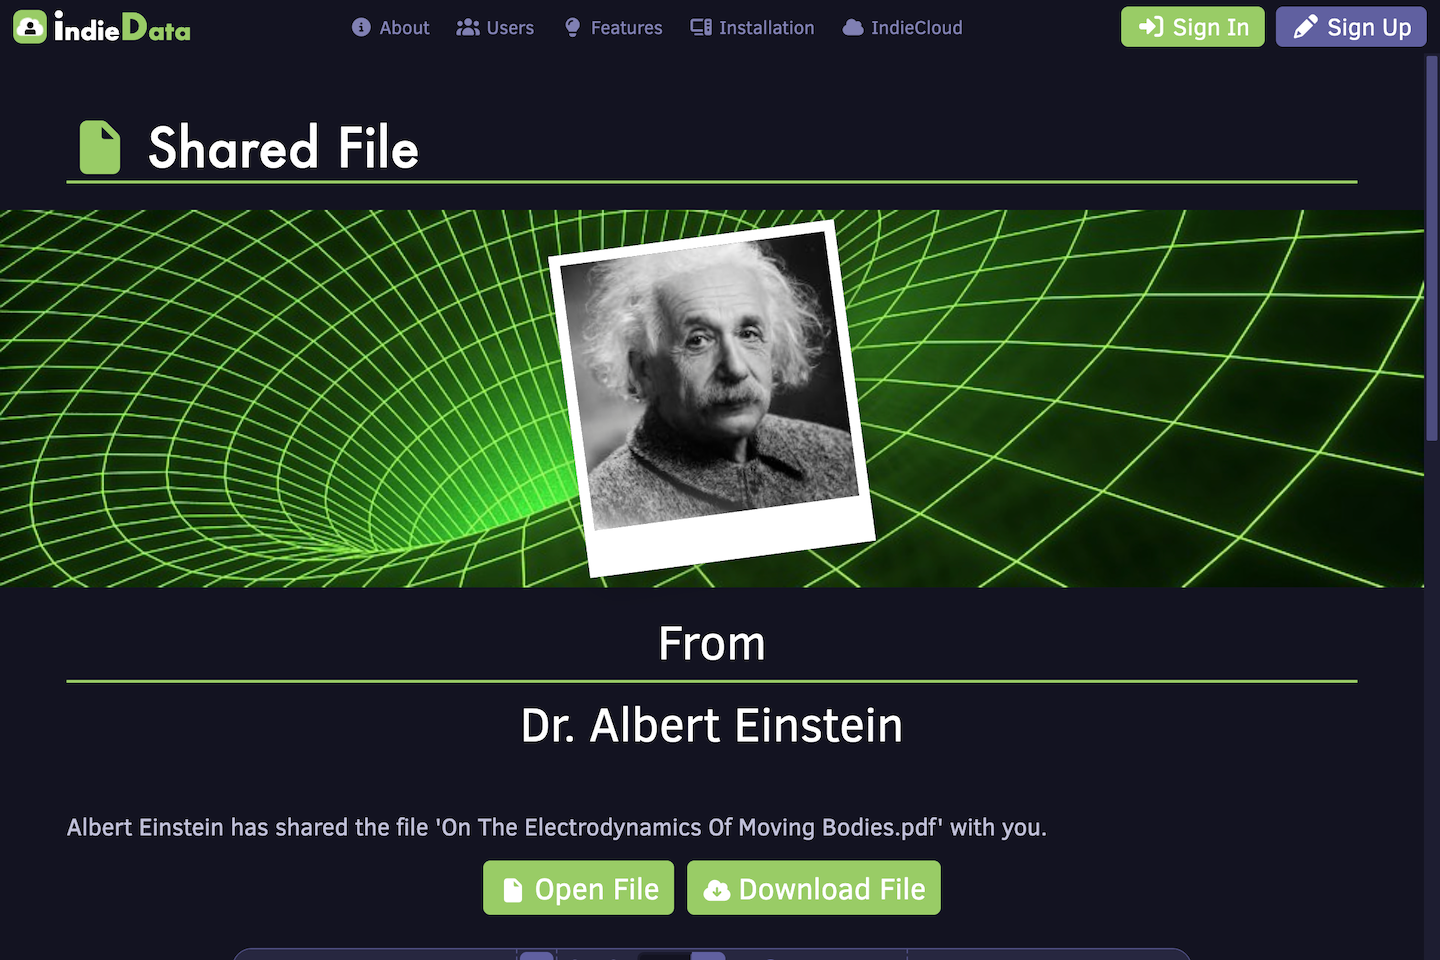 indieData
About
Users
Features
Installation
IndieCloud
Sign In
Sign Up
Shared File
From
Dr. Albert Einstein
Albert Einstein has shared the file 'On The Electrodynamics Of Moving Bodies.pdf' with you.
Open File
Download File